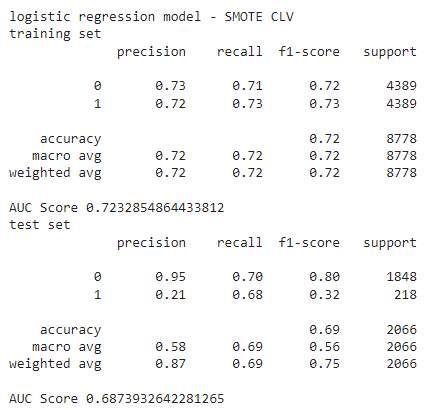 logistic regression model - SMOTE CLV
training set
precision recall f1-score support
0 0.73 0.71 0.72 4389
1 0.72 0.73 0.73 4389
accuracy 0.72 8778
macro avg 0.72 0.72 0.72 8778
weighted avg 0.72 0.72 0.72 8778
AUC Score 0.7232854864433812
test set
precision recall f1-score support
0 0.95 0.70 0.80 1848
1 0.21 0.68 0.32 218
accuracy 0.69 2066
macro avg 0.58 0.69 0.56 2066
weighted avg 0.87 0.69 0.75 2066
AUC Score 0.6873932642281265